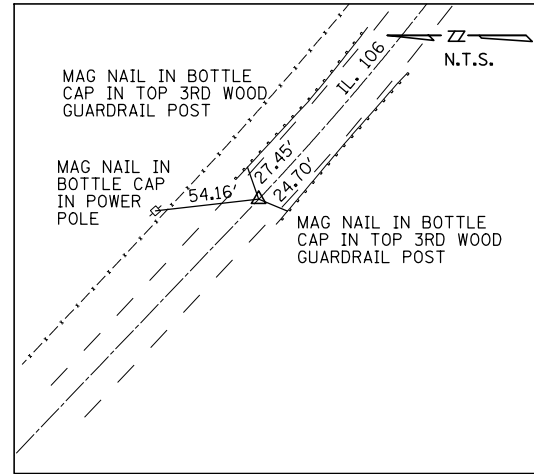 ZZ
N.T.S.
IL. 106
MAG NAIL IN BOTTLE
CAP IN TOP 3RD WOOD
GUARDRAIL POST
MAG NAIL IN
BOTTLE CAP
IN POWER
POLE
54.16'
27.45'
24.70'
MAG NAIL IN BOTTLE
CAP IN TOP 3RD WOOD
GUARDRAIL POST